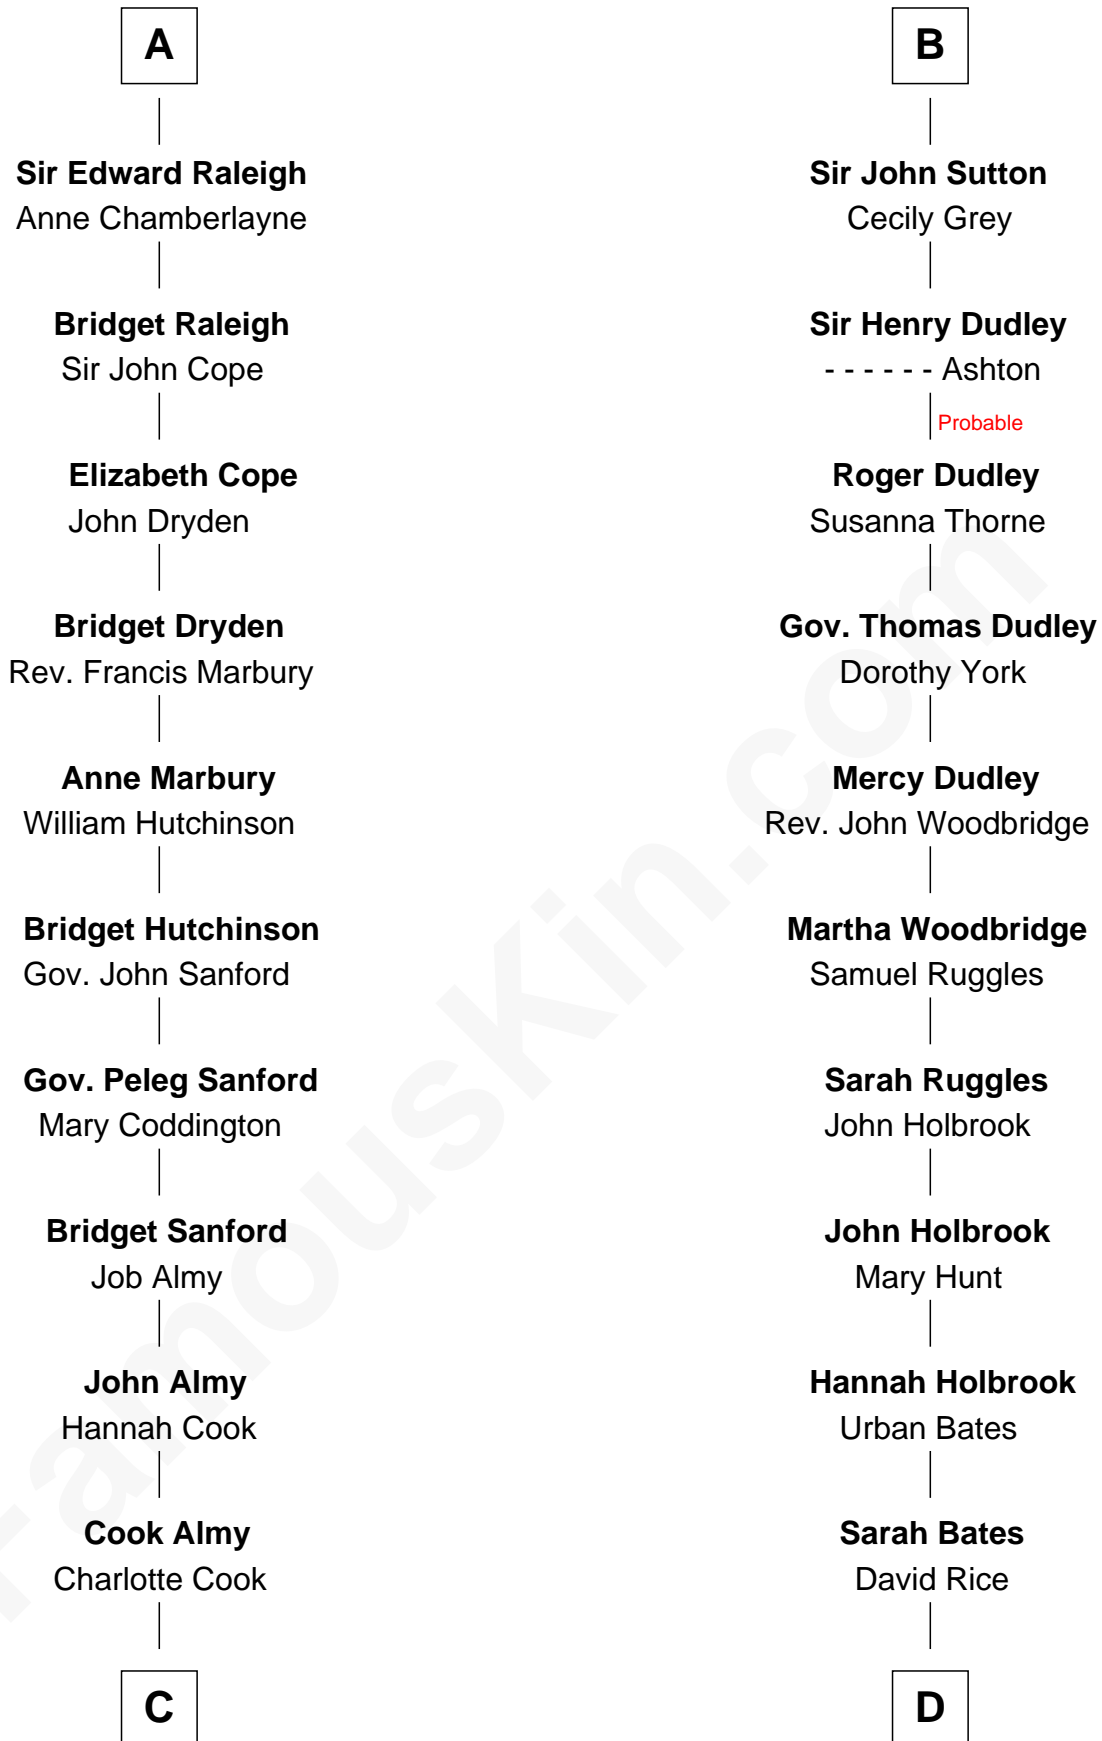 A
Sir Edward Raleigh
Anne Chamberlayne
Bridget Raleigh
Sir John Cope
Elizabeth Cope
John Dryden
Bridget Dryden
Rev. Francis Marbury
Anne Marbury
William Hutchinson
Bridget Hutchinson
Gov. John Sanford
Gov. Peleg Sanford
Mary Coddington
Bridget Sanford
Job Almy
John Almy
Hannah Cook
Cook Almy
Charlotte Cook
C
B
Sir John Sutton
Cecily Grey
Sir Henry Dudley
- - - - - - Ashton
Probable
Roger Dudley
Susanna Thorne
Gov. Thomas Dudley
Dorothy York
Mercy Dudley
Rev. John Woodbridge
Martha Woodbridge
Samuel Ruggles
Sarah Ruggles
John Holbrook
John Holbrook
Mary Hunt
Hannah Holbrook
Urban Bates
Sarah Bates
David Rice
D
FamousKin.com